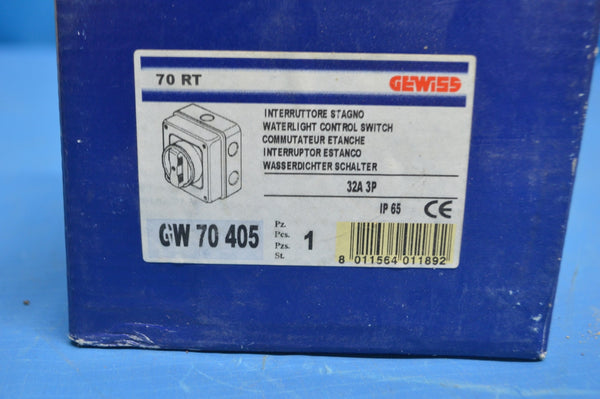 70 RT
GEWISS
INTERRUTTORE STAGNO
WATERLIGHT CONTROL SWITCH
COMMUTATEUR ETANCHE
INTERRUPTOR ESTANCO
WASSERDICHTER SCHALTER
32A 3P
IP 65 CE
GW 70 405
Pz.
Pcs.
Pzs.
St.
1
8 011564 011892